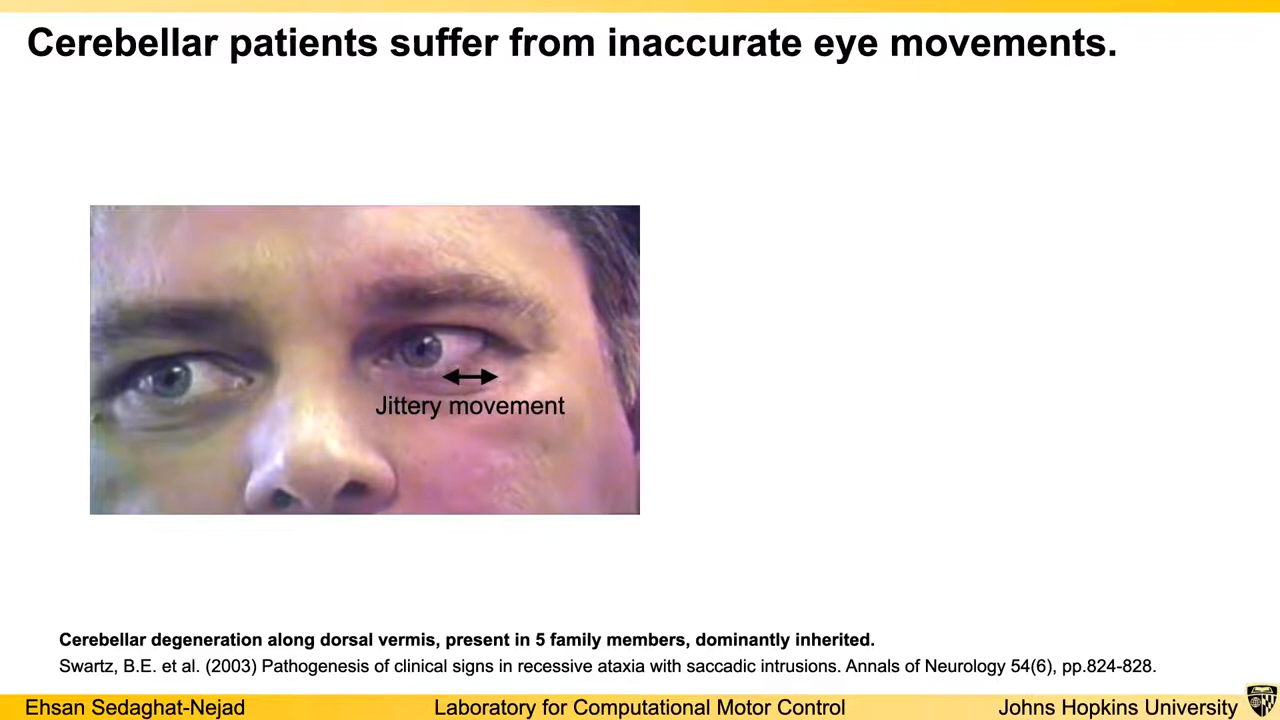 Cerebellar patients suffer from inaccurate eye movements.
Jittery movement
Cerebellar degeneration along dorsal vermis, present in 5 family members, dominantly inherited.
Swartz, B.E. et al. (2003) Pathogenesis of clinical signs in recessive ataxia with saccadic intrusions. Annals of Neurology 54(6), pp.824-828.
Ehsan Sedaghat-Nejad Laboratory for Computational Motor Control Johns Hopkins University